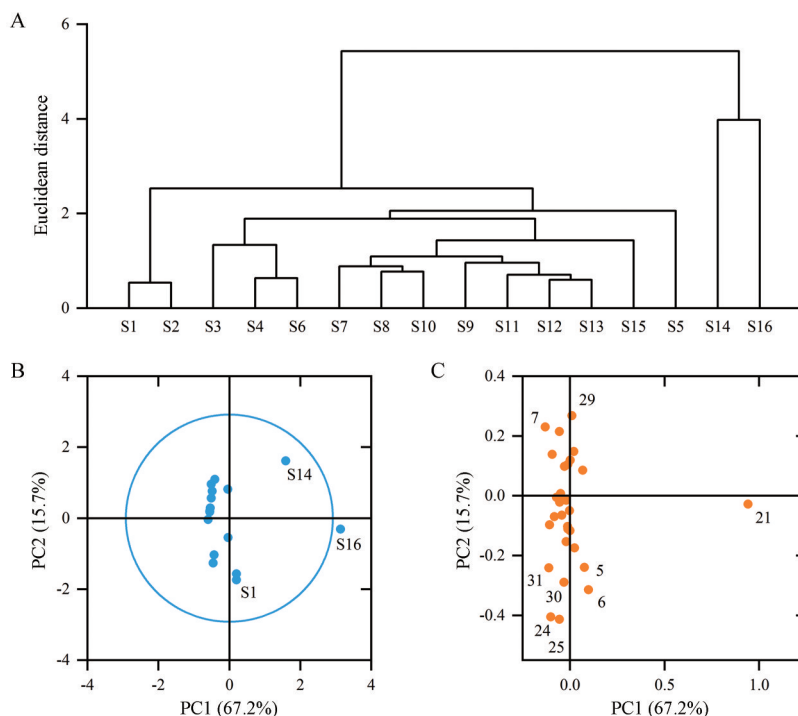 A
Euclidean distance
6
4
2
0
S1 S2 S3 S4 S6 S7 S8 S10 S9 S11 S12 S13 S15 S5 S14 S16
B
PC2 (15.7%)
4
2
0
-2
-4
S14
S16
S1
-4 -2 0 2 4
PC1 (67.2%)
C
PC2 (15.7%)
0.4
0.2
0.0
-0.2
-0.4
29
7
21
5
31
30
6
24
25
0.0 0.5 1.0
PC1 (67.2%)